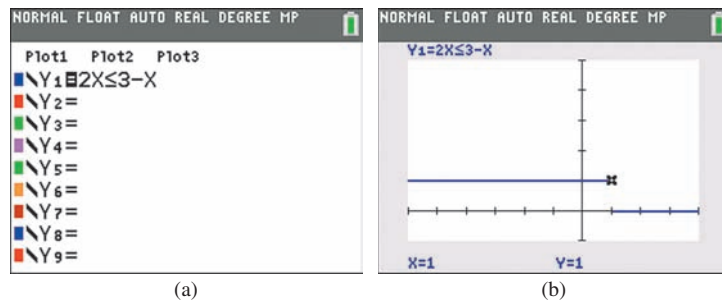 NORMAL FLOAT AUTO REAL DEGREE MP
Plot1 Plot2 Plot3
\Y1=2X≤3-X
\Y2=
\Y3=
\Y4=
\Y5=
\Y6=
\Y7=
\Y8=
\Y9=
(a)
NORMAL FLOAT AUTO REAL DEGREE MP
Y1=2X≤3-X
X=1 Y=1
(b)